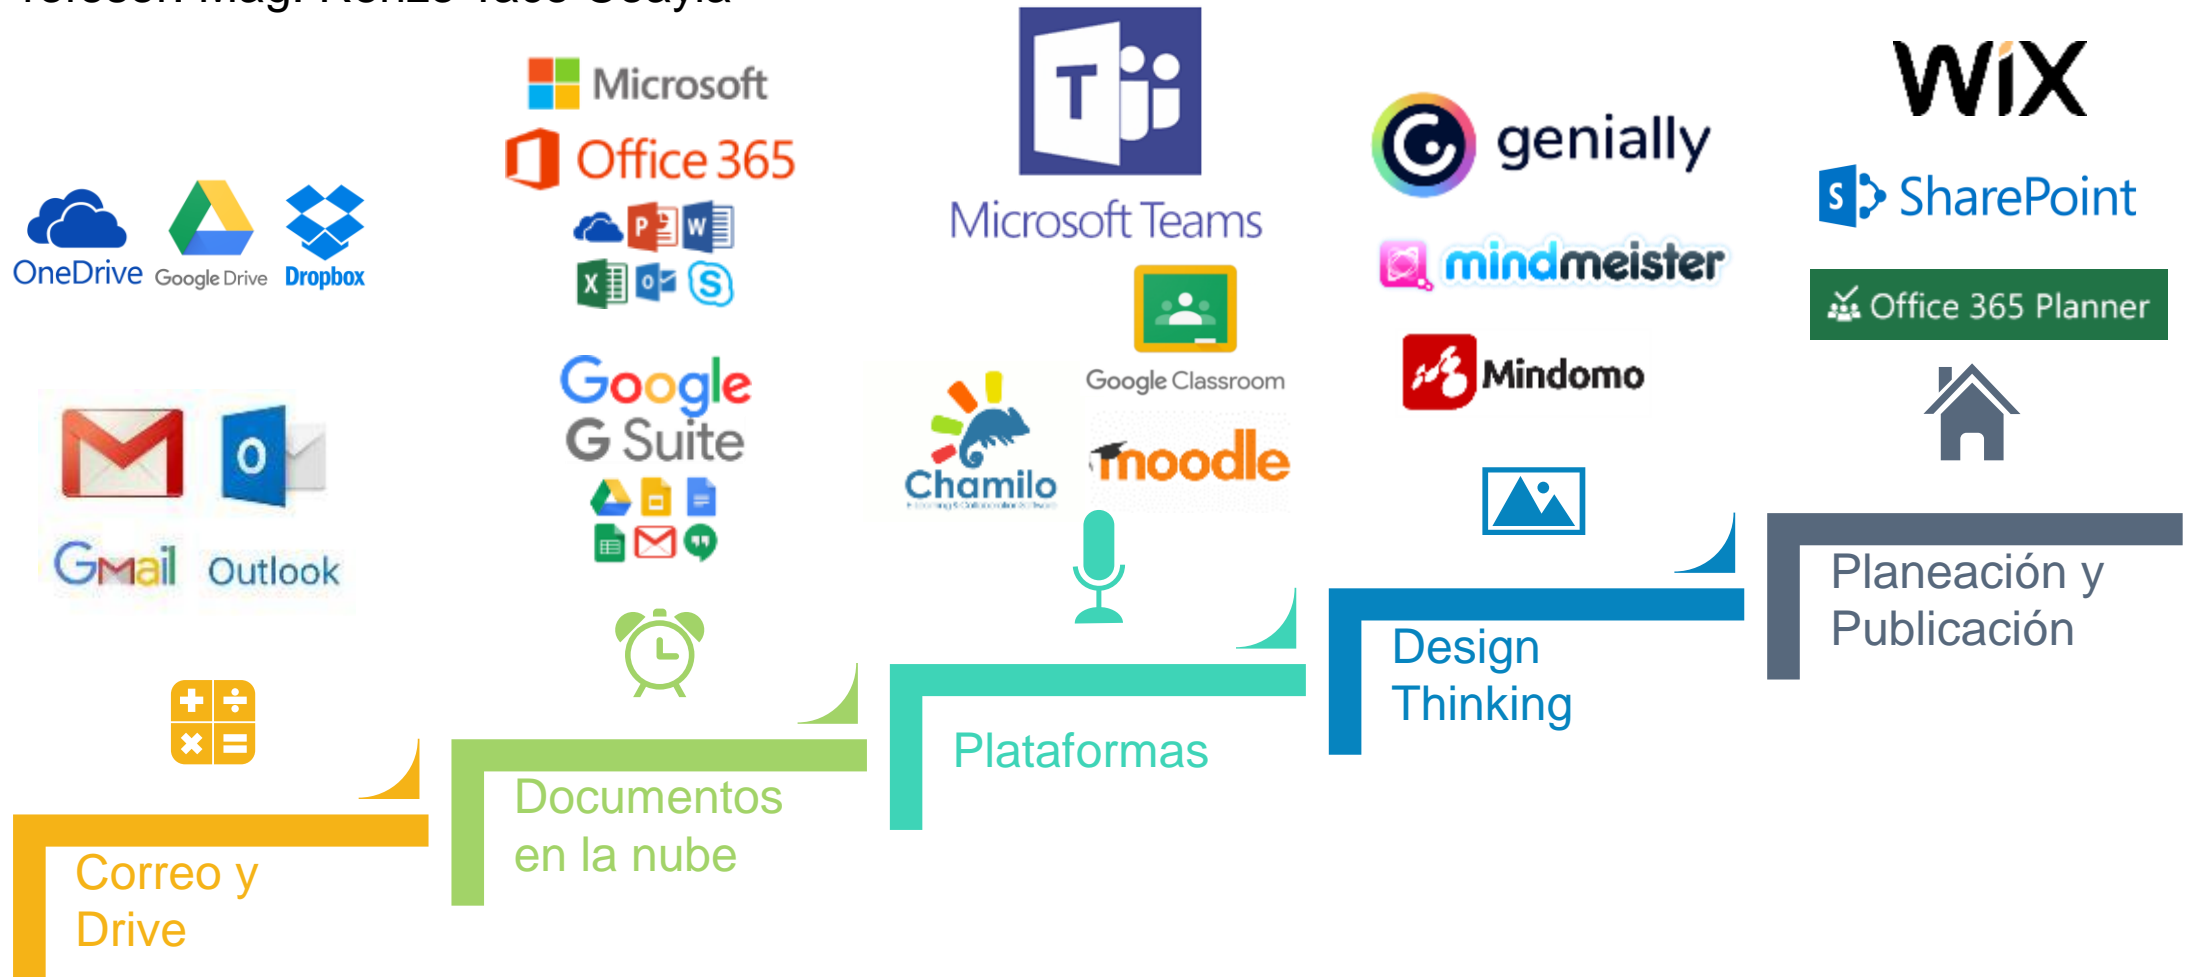 OneDrive
Google Drive
Dropbox
Gmail
Outlook
Correo y
Drive
Microsoft
Office 365
Google
G Suite
Documentos
en la nube
Microsoft Teams
Google Classroom
Chamilo
moodle
Plataformas
genially
mindmeister
Mindomo
Design
Thinking
WiX
SharePoint
Office 365 Planner
Planeación y
Publicación